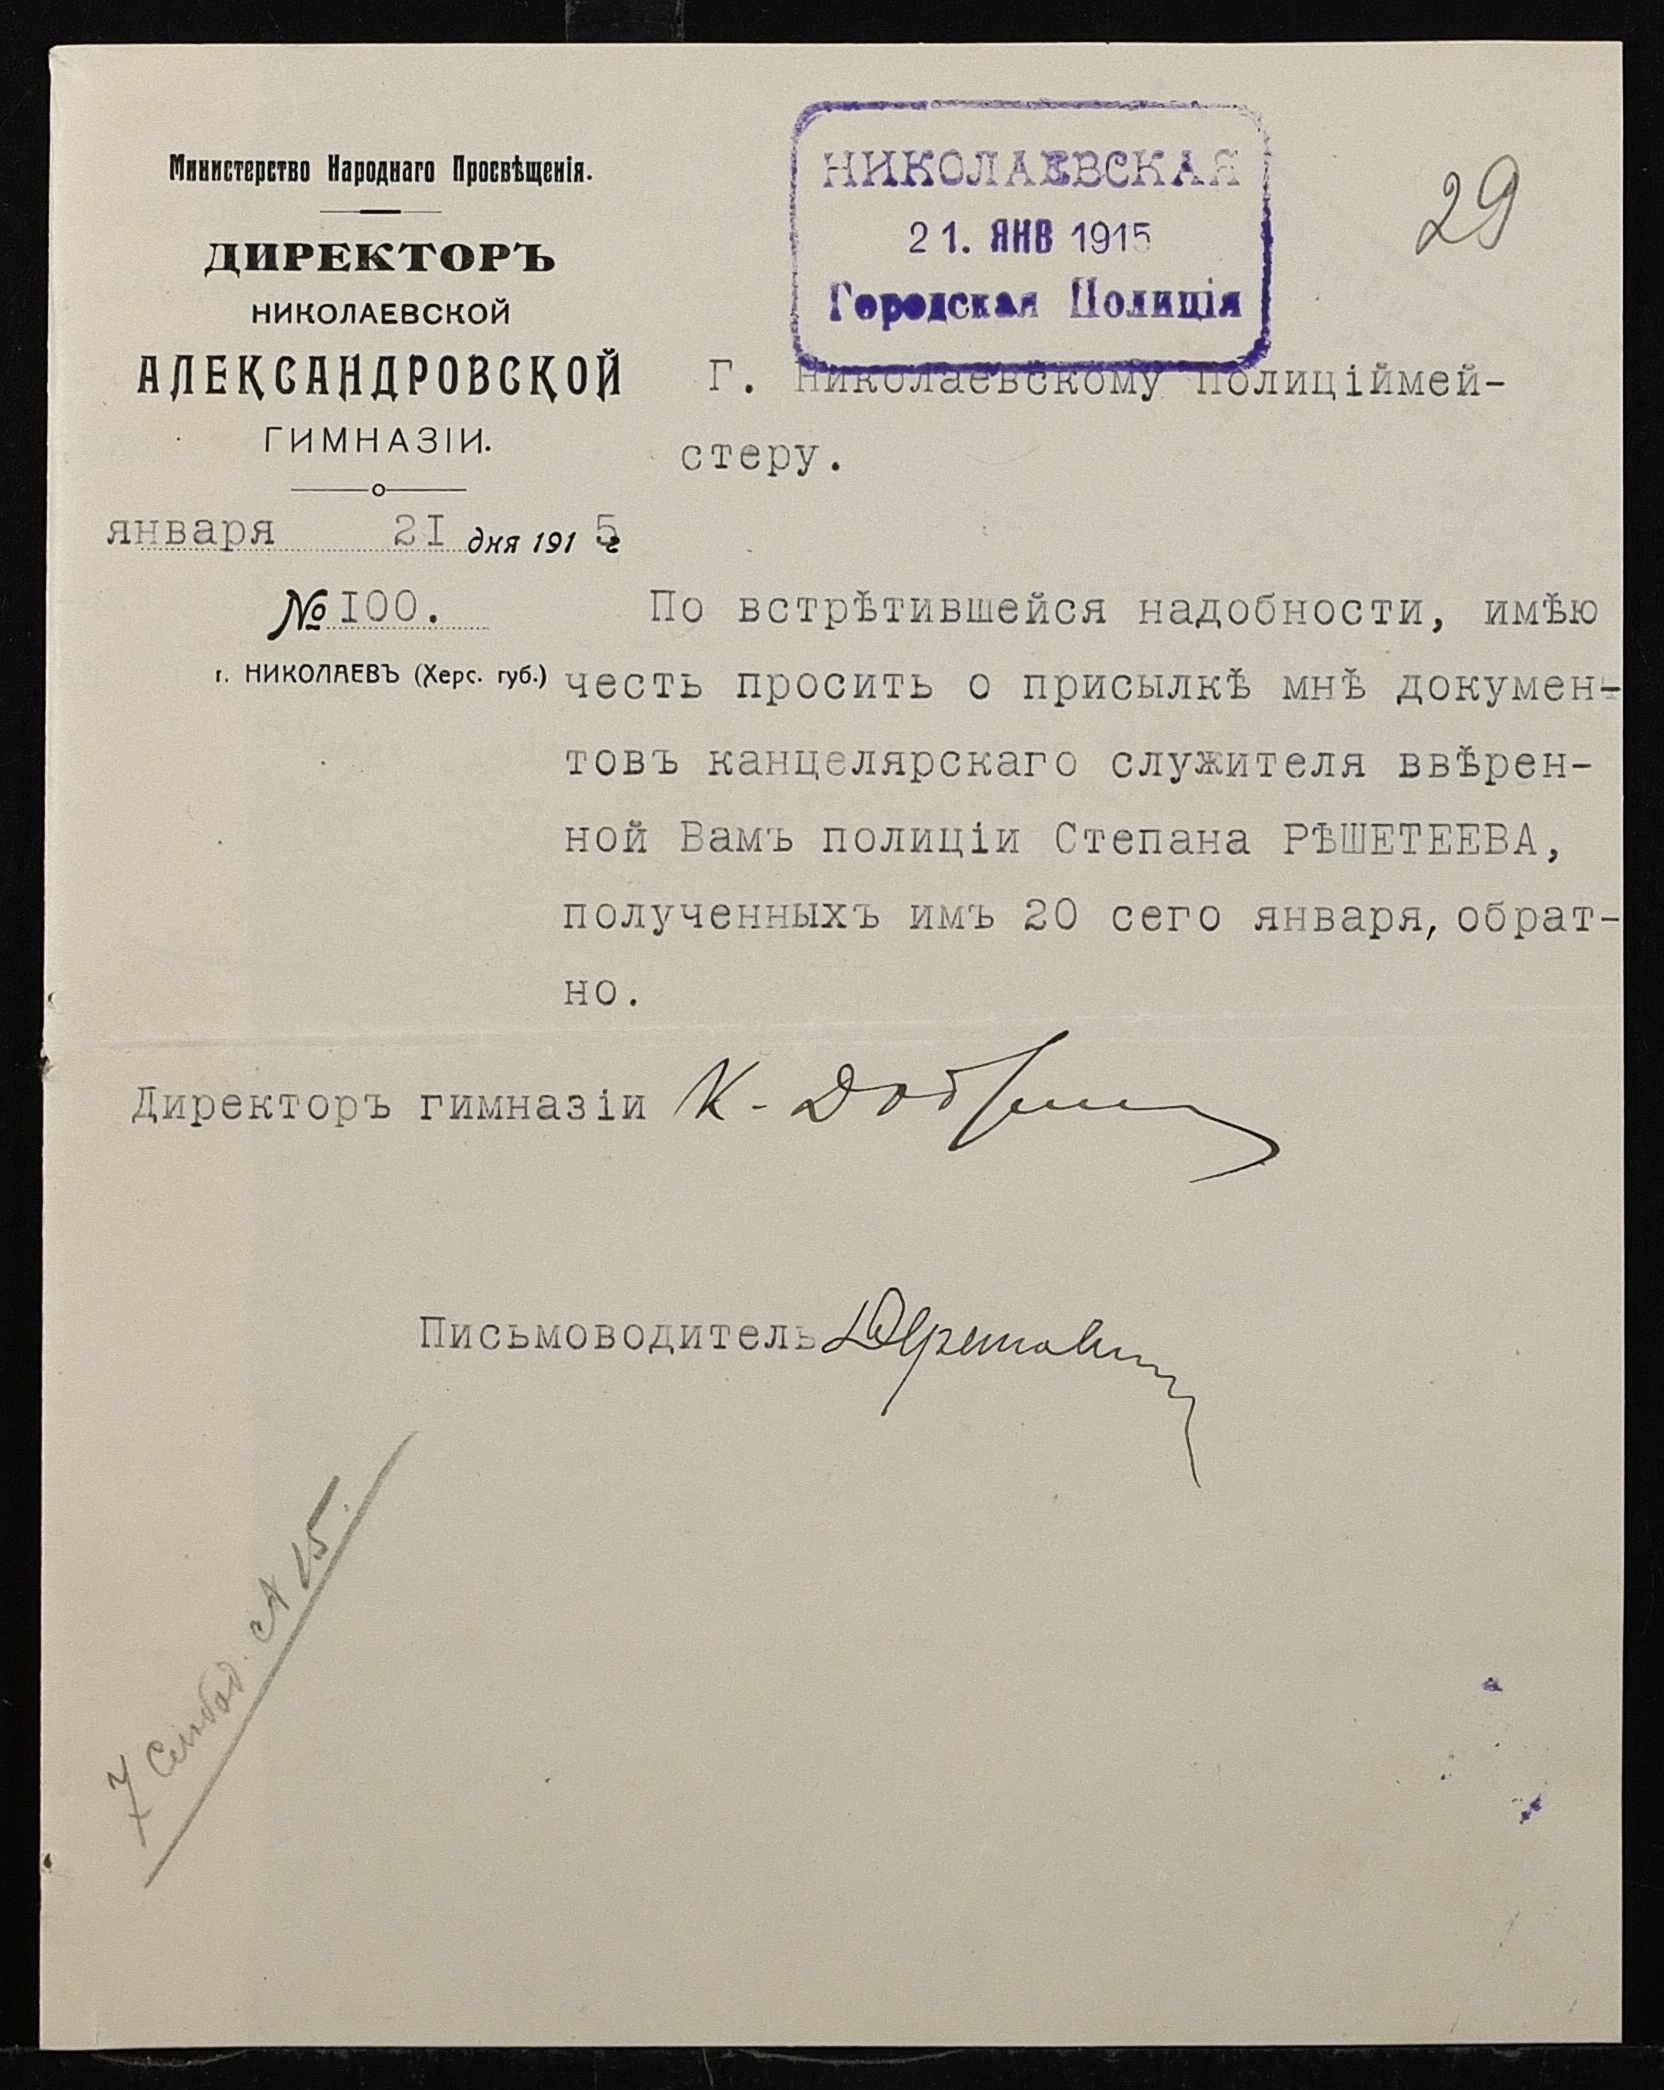 Министерство Народнаго Просвѣщенія.
ДИРЕКТОРЪ
НИКОЛАЕВСКОЙ
АЛЕКСАНДРОВСКОЙ
ГИМНАЗІИ.
января 2I дня 1915 г
№ I00.
г. НИКОЛАЕВЪ (Херс. губ.)
НИКОЛАЕВСКАЯ
21. ЯНВ 1915
Городская Полиція
29
Г. Николаевскому Полиціймей-
стеру.
По встрѣтившейся надобности, имѣю
честь просить о присылкѣ мнѣ докумен-
товъ канцелярскаго служителя ввѣрен-
ной Вамъ полиціи Степана РѢШЕТЕЕВА,
полученныхъ имъ 20 сего января, обрат-
но.
Директоръ гимназіи К.
Письмоводитель